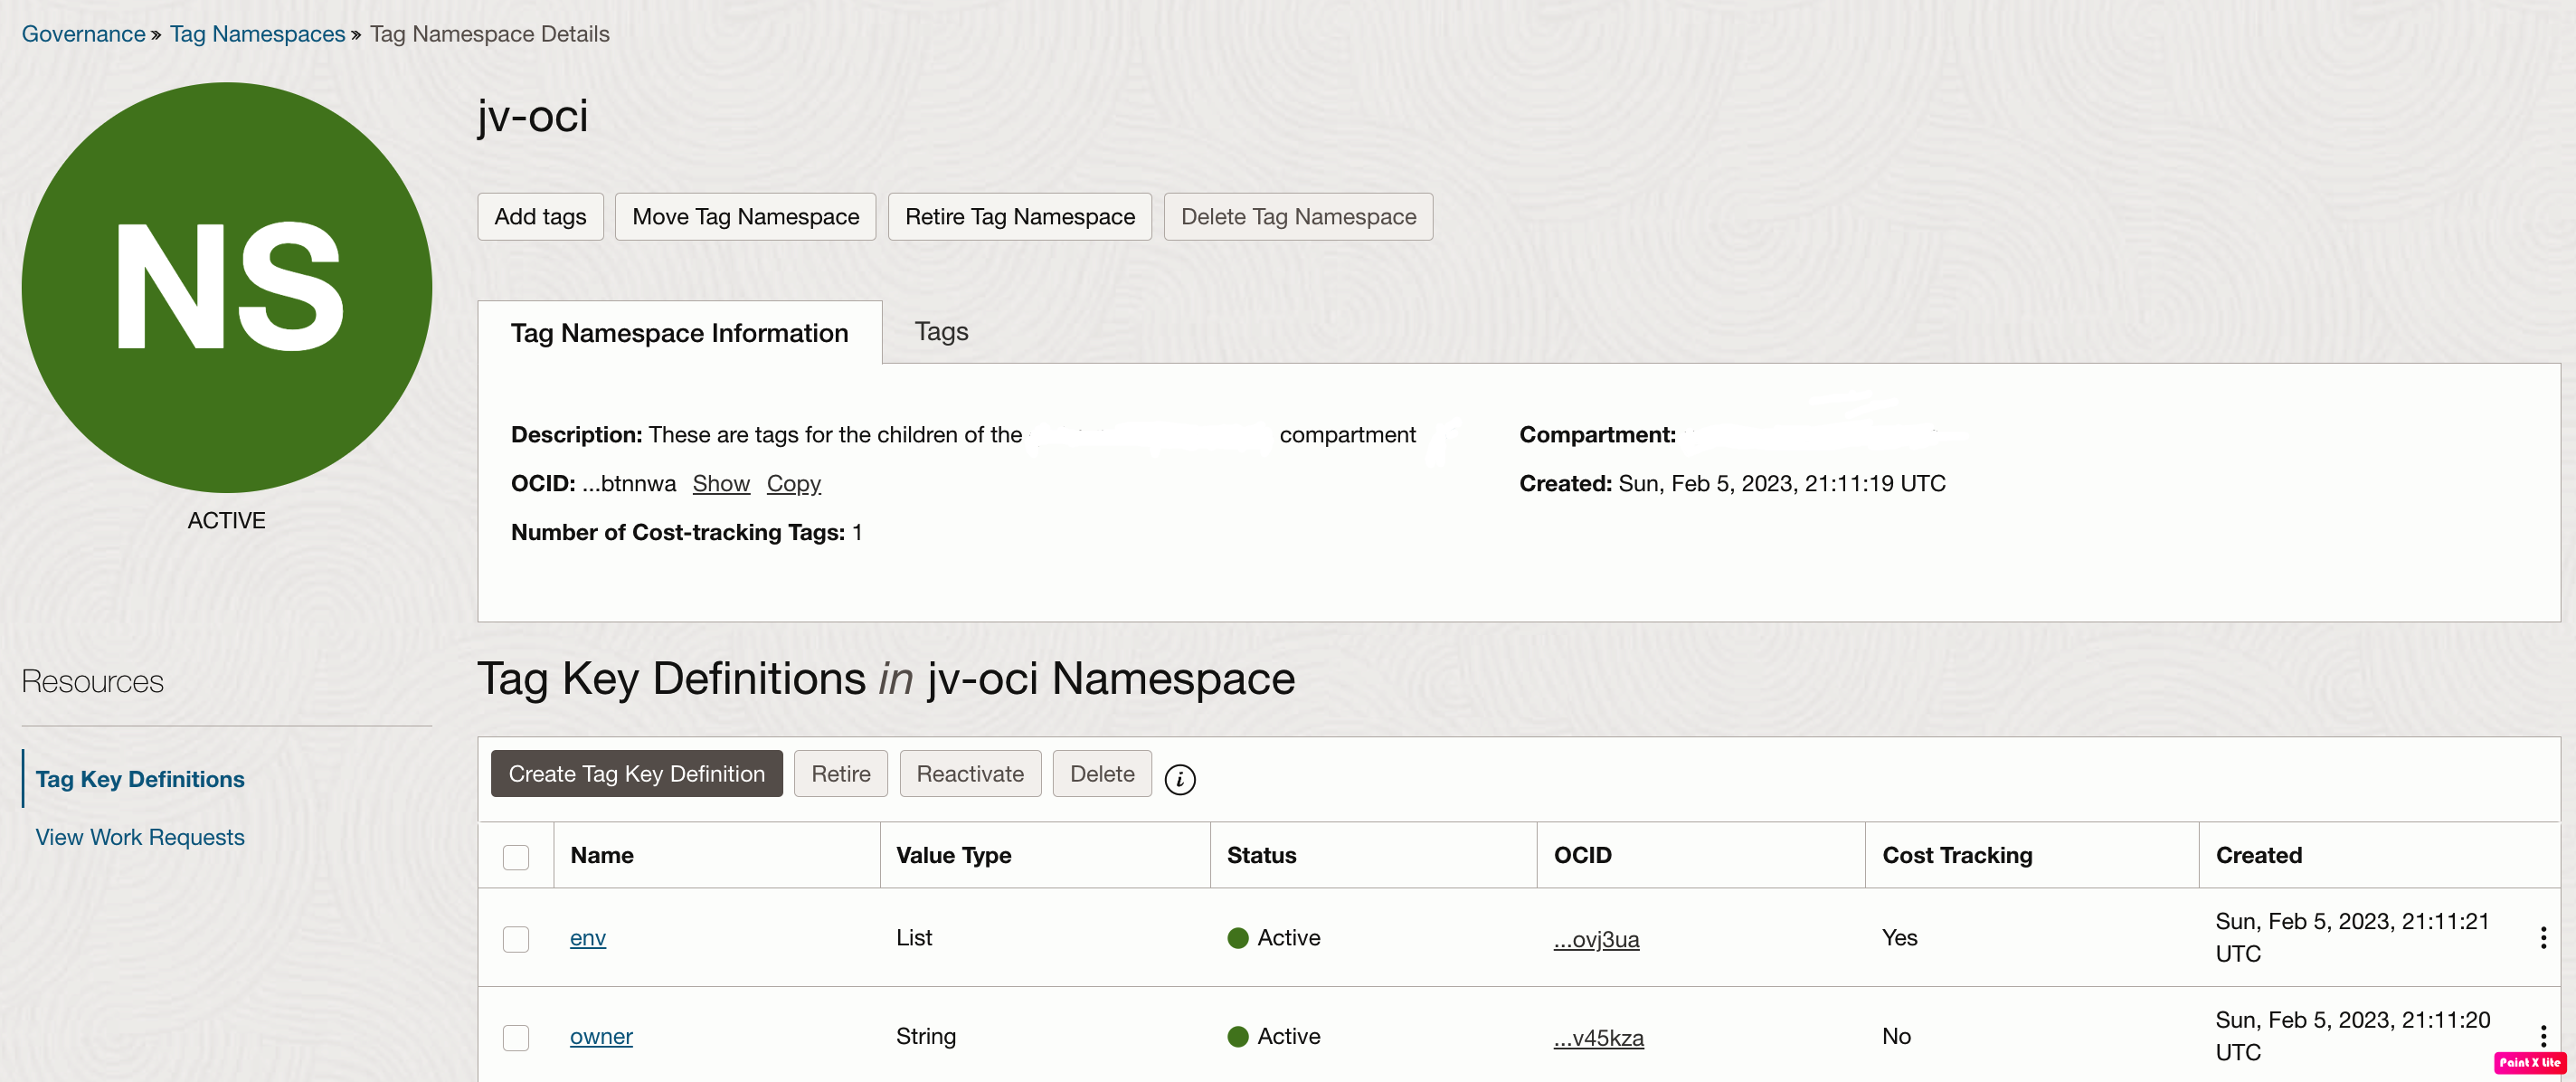 Governance » Tag Namespaces » Tag Namespace Details
NS
ACTIVE
jv-oci
Add tags Move Tag Namespace Retire Tag Namespace Delete Tag Namespace
Tag Namespace Information Tags
Description: These are tags for the children of the compartment
Compartment:
OCID: ...btnnwa Show Copy
Created: Sun, Feb 5, 2023, 21:11:19 UTC
Number of Cost-tracking Tags: 1
Resources
Tag Key Definitions
View Work Requests
Tag Key Definitions in jv-oci Namespace
Create Tag Key Definition Retire Reactivate Delete i
Name Value Type Status OCID Cost Tracking Created
env List Active ...ovj3ua Yes Sun, Feb 5, 2023, 21:11:21
UTC
owner String Active ...v45kza No Sun, Feb 5, 2023, 21:11:20
UTC
Paint X Lite